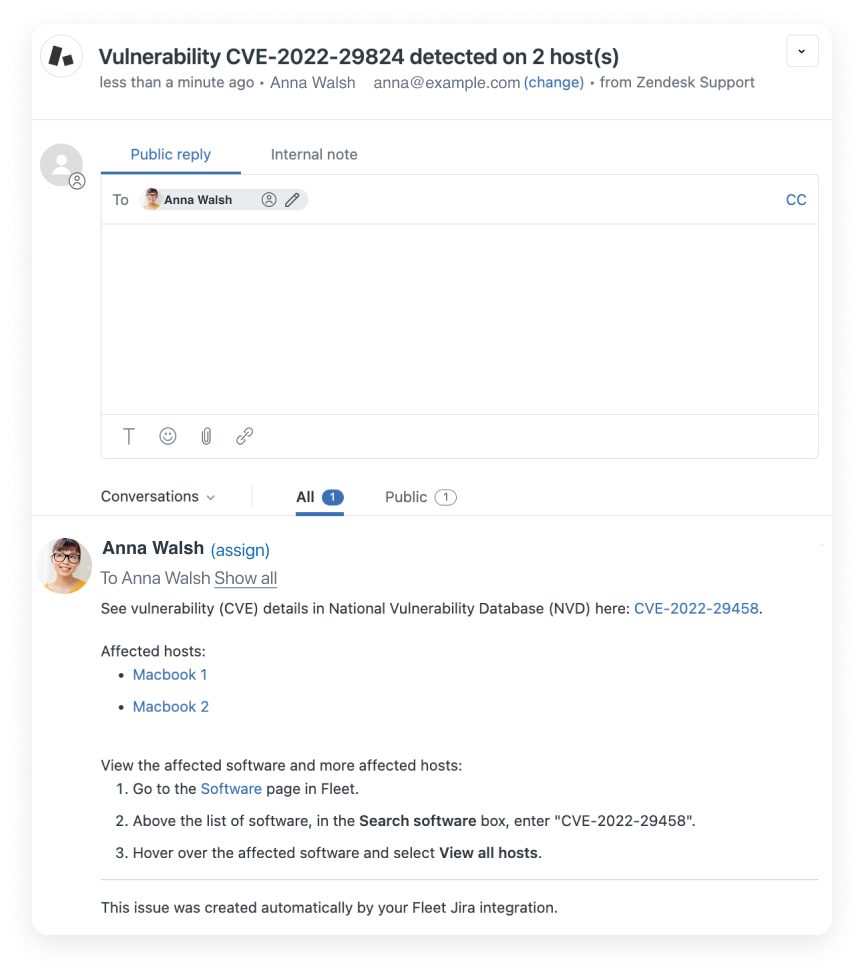 Vulnerability CVE-2022-29824 detected on 2 host(s)
less than a minute ago • Anna Walsh anna@example.com (change) • from Zendesk Support
Public reply Internal note
To Anna Walsh CC
Conversations All 1 Public 1
Anna Walsh (assign)
To Anna Walsh Show all
See vulnerability (CVE) details in National Vulnerability Database (NVD) here: CVE-2022-29458.
Affected hosts:
• Macbook 1
• Macbook 2
View the affected software and more affected hosts:
1. Go to the Software page in Fleet.
2. Above the list of software, in the Search software box, enter "CVE-2022-29458".
3. Hover over the affected software and select View all hosts.
This issue was created automatically by your Fleet Jira integration.